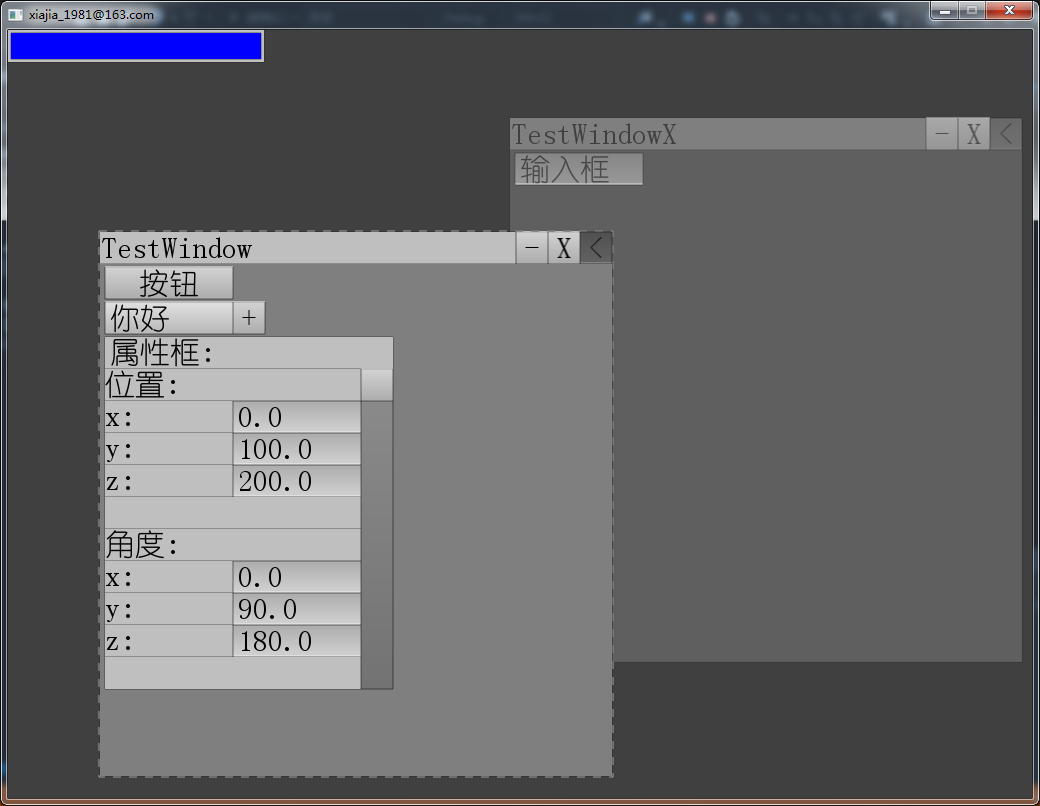 xiajia_1981@163.com
TestWindowX - X <
输入框
TestWindow - X <
按钮
你好 +
属性框:
位置:
x: 0.0
y: 100.0
z: 200.0
角度:
x: 0.0
y: 90.0
z: 180.0